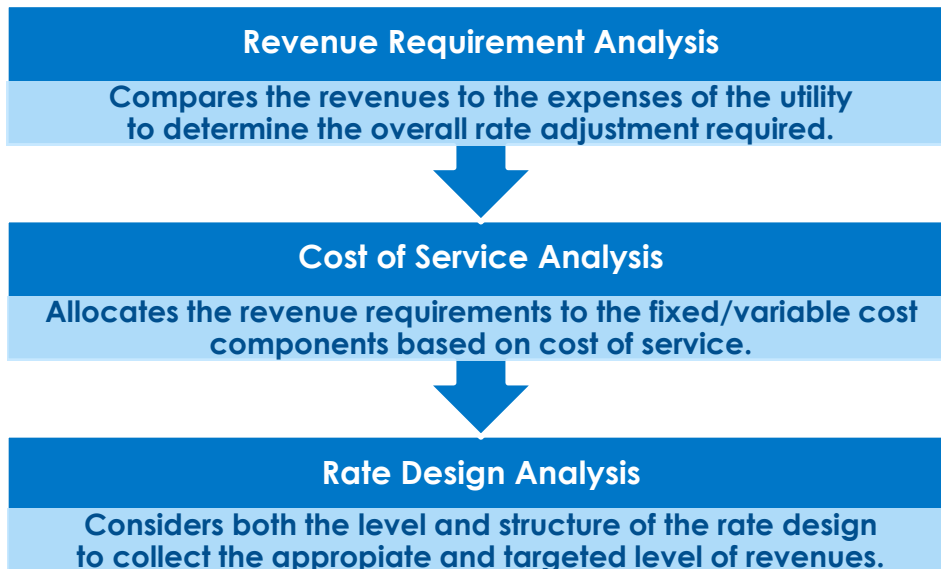 Revenue Requirement Analysis
Compares the revenues to the expenses of the utility
to determine the overall rate adjustment required.
Cost of Service Analysis
Allocates the revenue requirements to the fixed/variable cost
components based on cost of service.
Rate Design Analysis
Considers both the level and structure of the rate design
to collect the appropiate and targeted level of revenues.